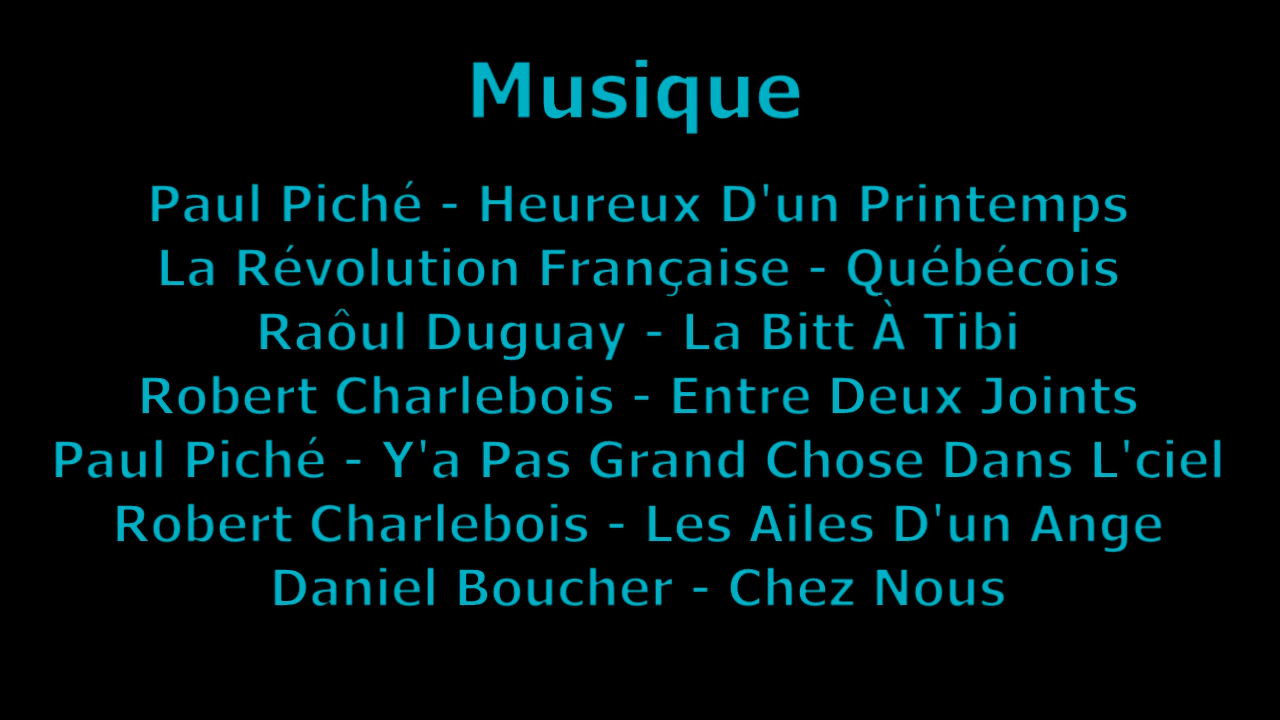 Musique
Paul Piché - Heureux D'un Printemps
La Révolution Française - Québécois
Raôul Duguay - La Bitt À Tibi
Robert Charlebois - Entre Deux Joints
Paul Piché - Y'a Pas Grand Chose Dans L'ciel
Robert Charlebois - Les Ailes D'un Ange
Daniel Boucher - Chez Nous